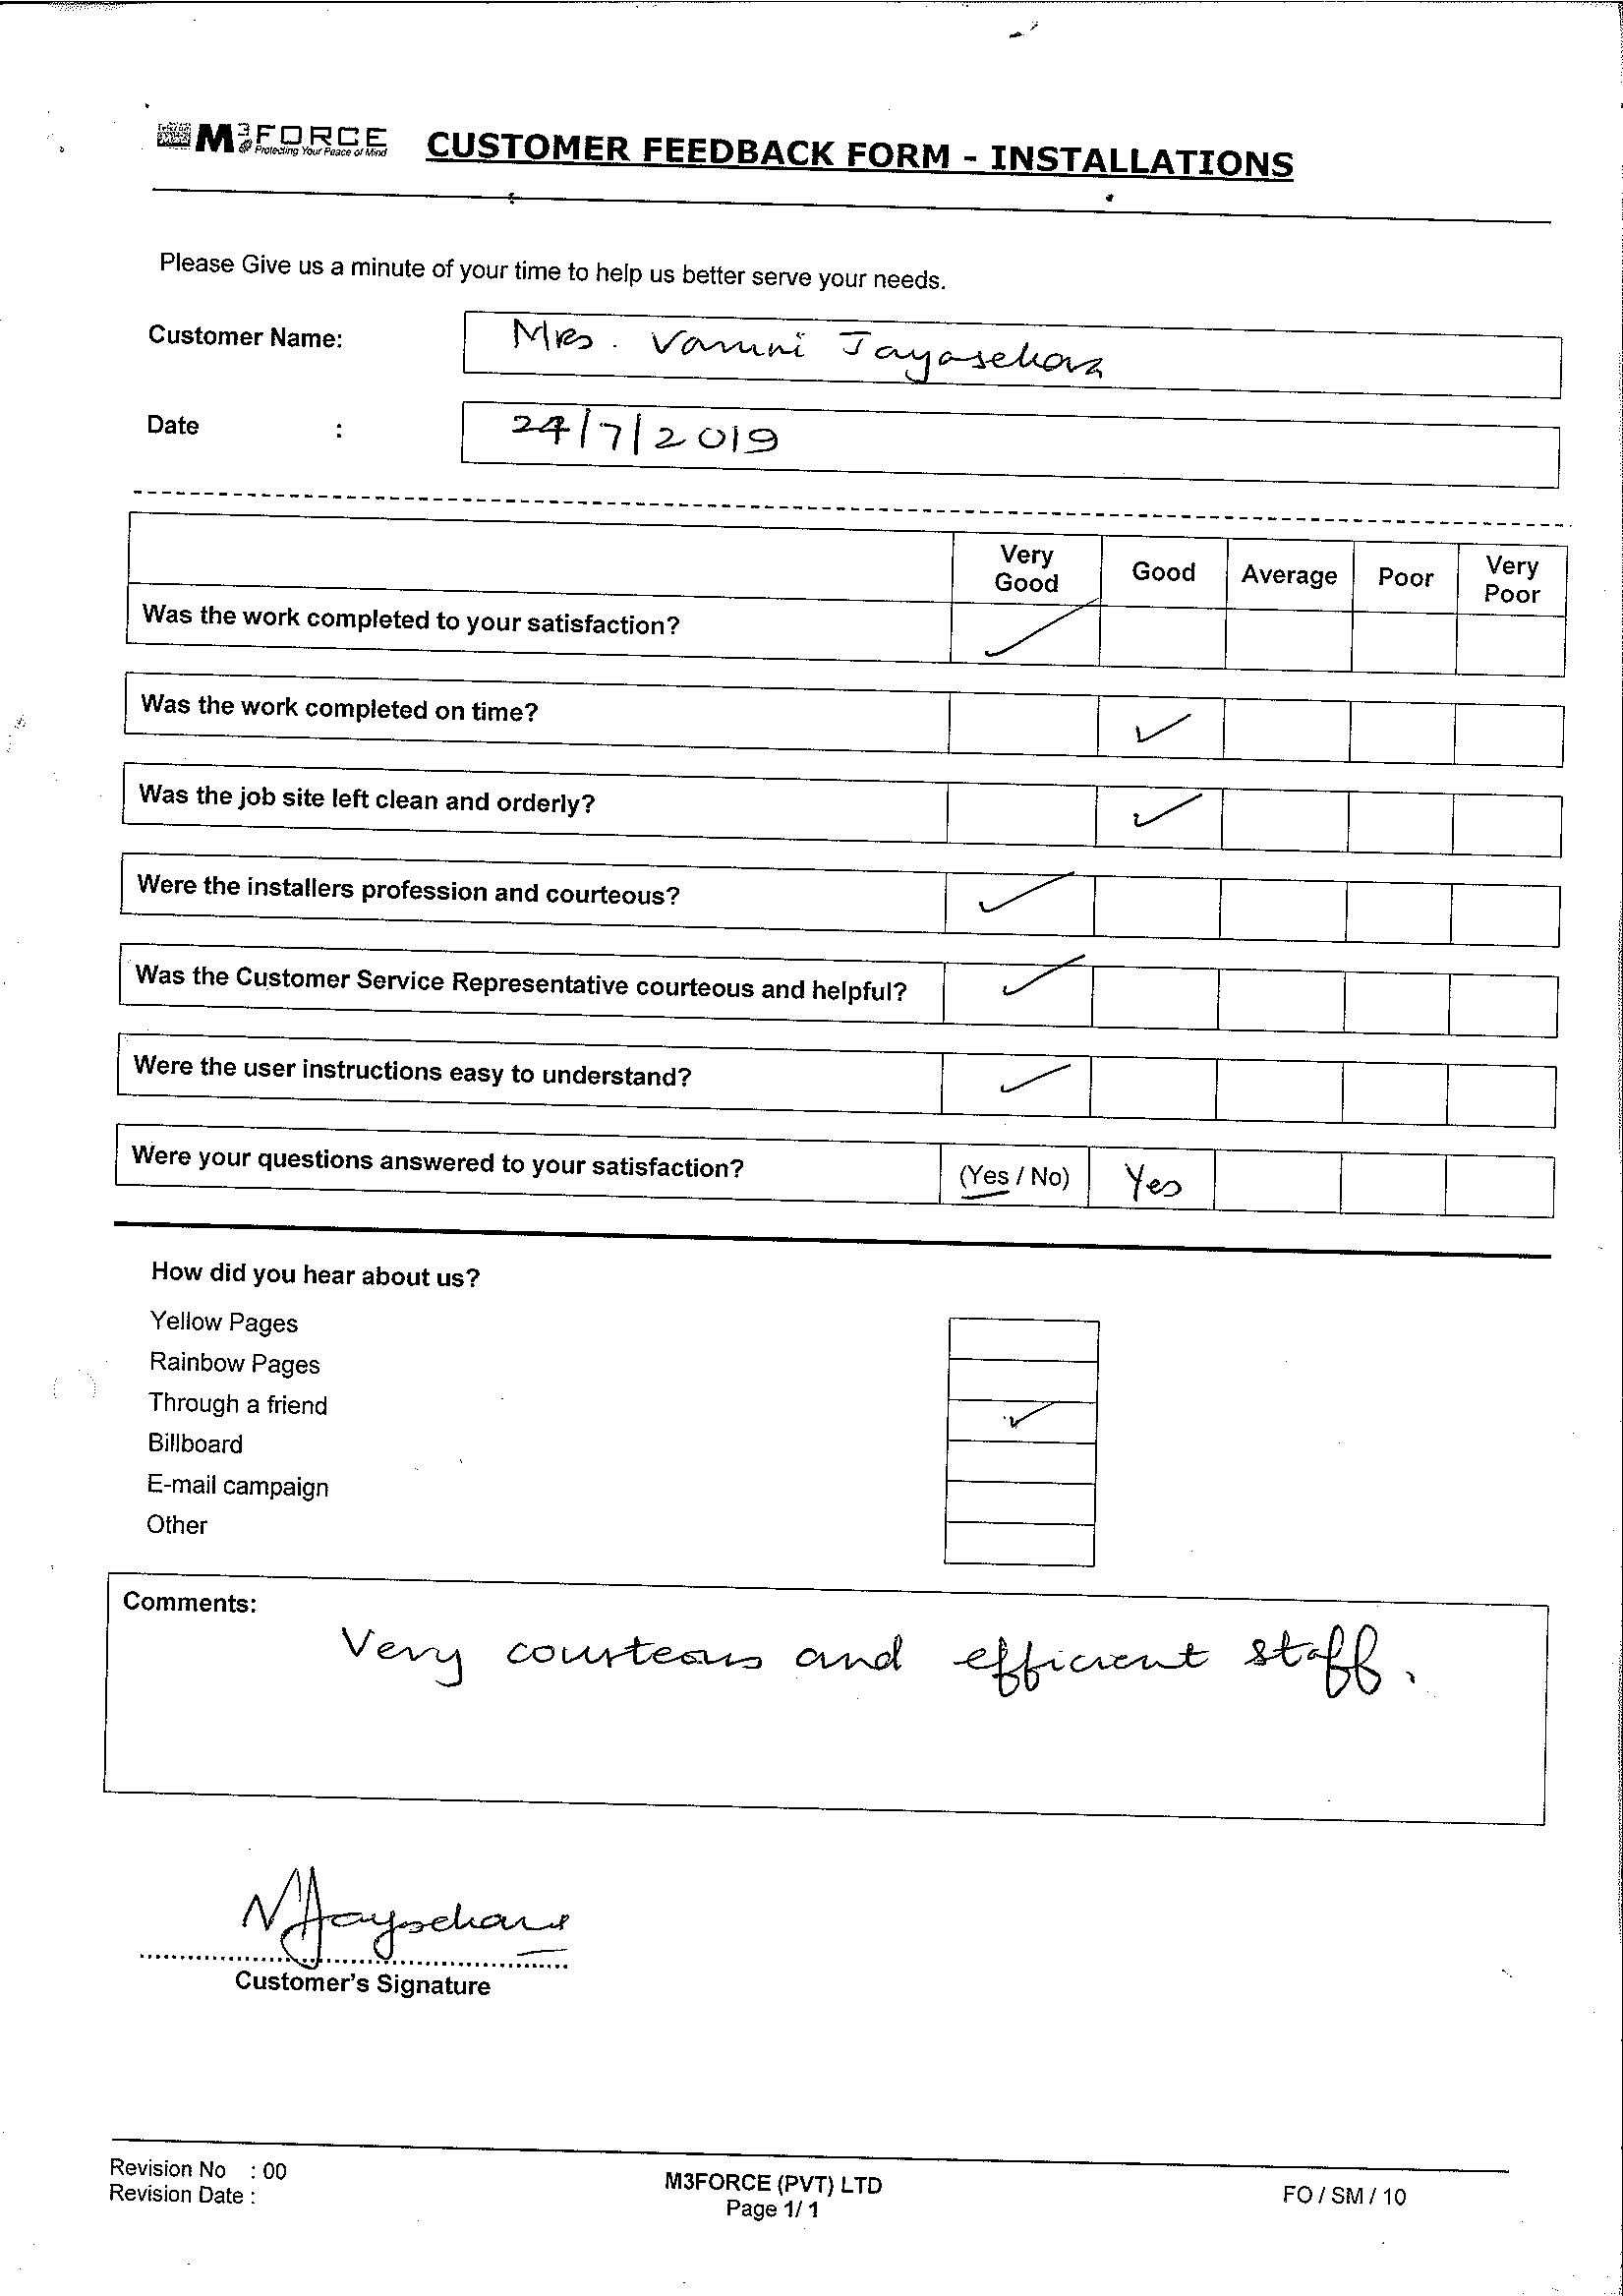 M3FORCE
Protecting Your Peace of Mind
CUSTOMER FEEDBACK FORM - INSTALLATIONS
Please Give us a minute of your time to help us better serve your needs.
Customer Name: Mrs. Vamni Jayasekara
Date : 24/7/2019
Very Good Good Average Poor Very Poor
Was the work completed to your satisfaction? ✓
Was the work completed on time? ✓
Was the job site left clean and orderly? ✓
Were the installers profession and courteous? ✓
Was the Customer Service Representative courteous and helpful? ✓
Were the user instructions easy to understand? ✓
Were your questions answered to your satisfaction? (Yes / No) Yes
How did you hear about us?
Yellow Pages
Rainbow Pages
Through a friend ✓
Billboard
E-mail campaign
Other
Comments:
Very courteous and efficient staff.
Customer's Signature
Revision No : 00
Revision Date :
M3FORCE (PVT) LTD
Page 1/ 1
FO / SM / 10